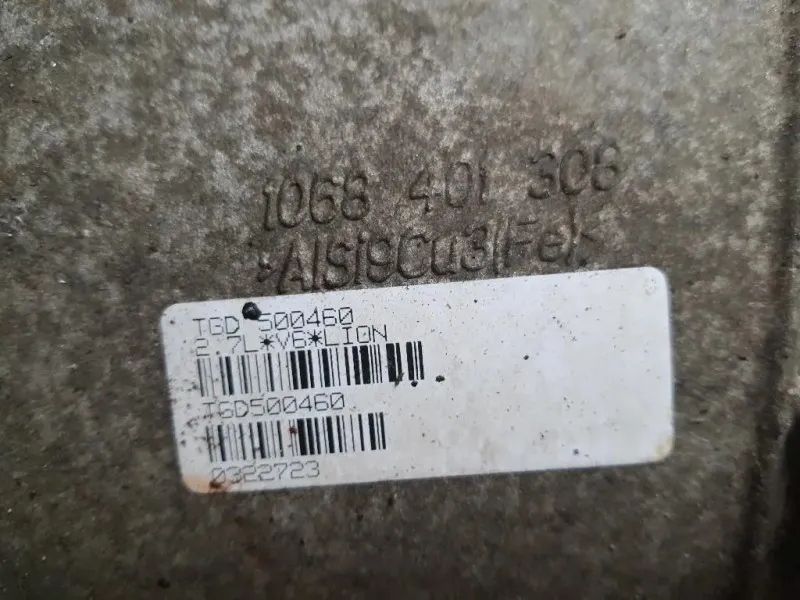 1068 401 308
>AlSi9Cu3(Fe)<
TGD 500460
2.7L*V6*LION
TGD500460
0322723